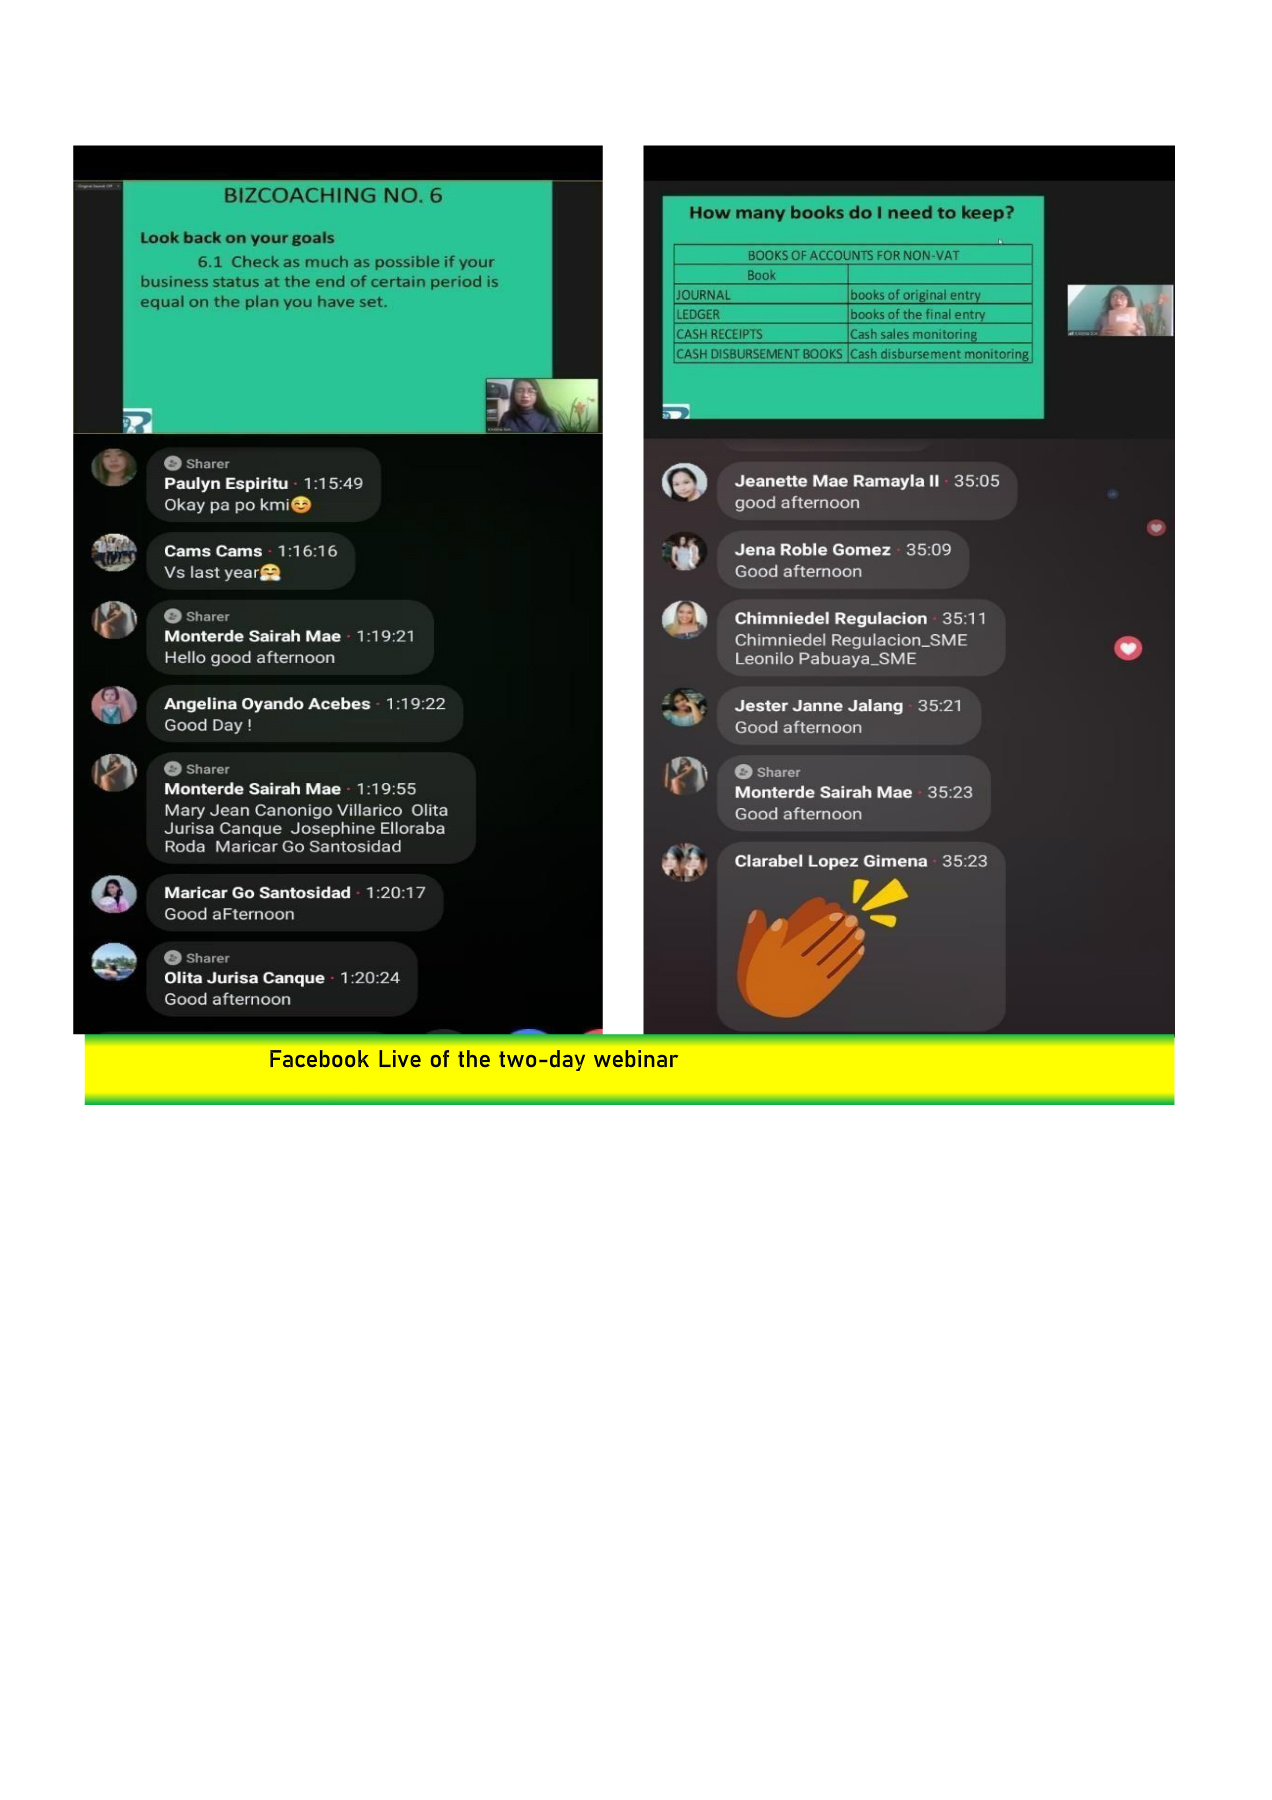 BIZCOACHING NO. 6
Look back on your goals
6.1 Check as much as possible if your
business status at the end of certain period is
equal on the plan you have set.
Sharer
Paulyn Espiritu · 1:15:49
Okay pa po kmi😊
Cams Cams · 1:16:16
Vs last year🤗
Sharer
Monterde Sairah Mae · 1:19:21
Hello good afternoon
Angelina Oyando Acebes · 1:19:22
Good Day !
Sharer
Monterde Sairah Mae · 1:19:55
Mary Jean Canonigo Villarico Olita
Jurisa Canque Josephine Elloraba
Roda Maricar Go Santosidad
Maricar Go Santosidad · 1:20:17
Good aFternoon
Sharer
Olita Jurisa Canque · 1:20:24
Good afternoon
How many books do I need to keep?
BOOKS OF ACCOUNTS FOR NON-VAT
Book
JOURNAL books of original entry
LEDGER books of the final entry
CASH RECEIPTS Cash sales monitoring
CASH DISBURSEMENT BOOKS Cash disbursement monitoring
Jeanette Mae Ramayla II · 35:05
good afternoon
Jena Roble Gomez · 35:09
Good afternoon
Chimniedel Regulacion · 35:11
Chimniedel Regulacion_SME
Leonilo Pabuaya_SME
Jester Janne Jalang · 35:21
Good afternoon
Sharer
Monterde Sairah Mae · 35:23
Good afternoon
Clarabel Lopez Gimena · 35:23
Facebook Live of the two-day webinar